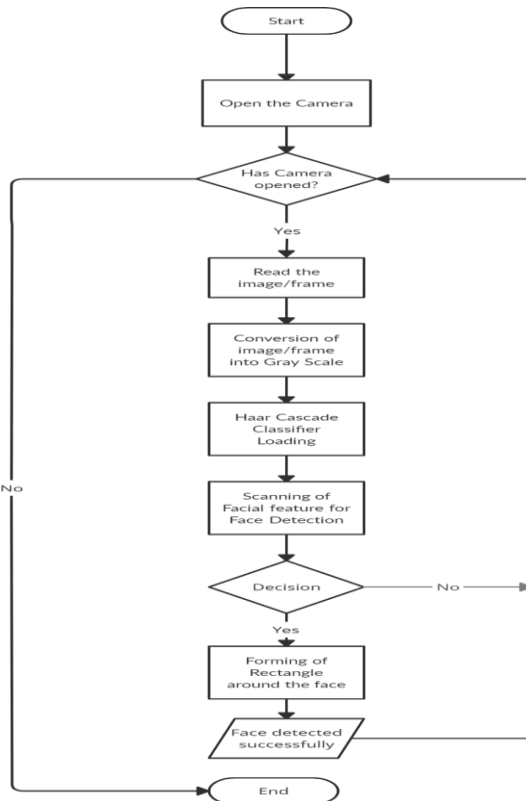 Start
Open the Camera
Has Camera
opened?
Yes
Read the
image/frame
Conversion of
image/frame
into Gray Scale
Haar Cascade
Classifier
Loading
No
Scanning of
Facial feature for
Face Detection
Decision
No
Yes
Forming of
Rectangle
around the face
Face detected
successfully
End